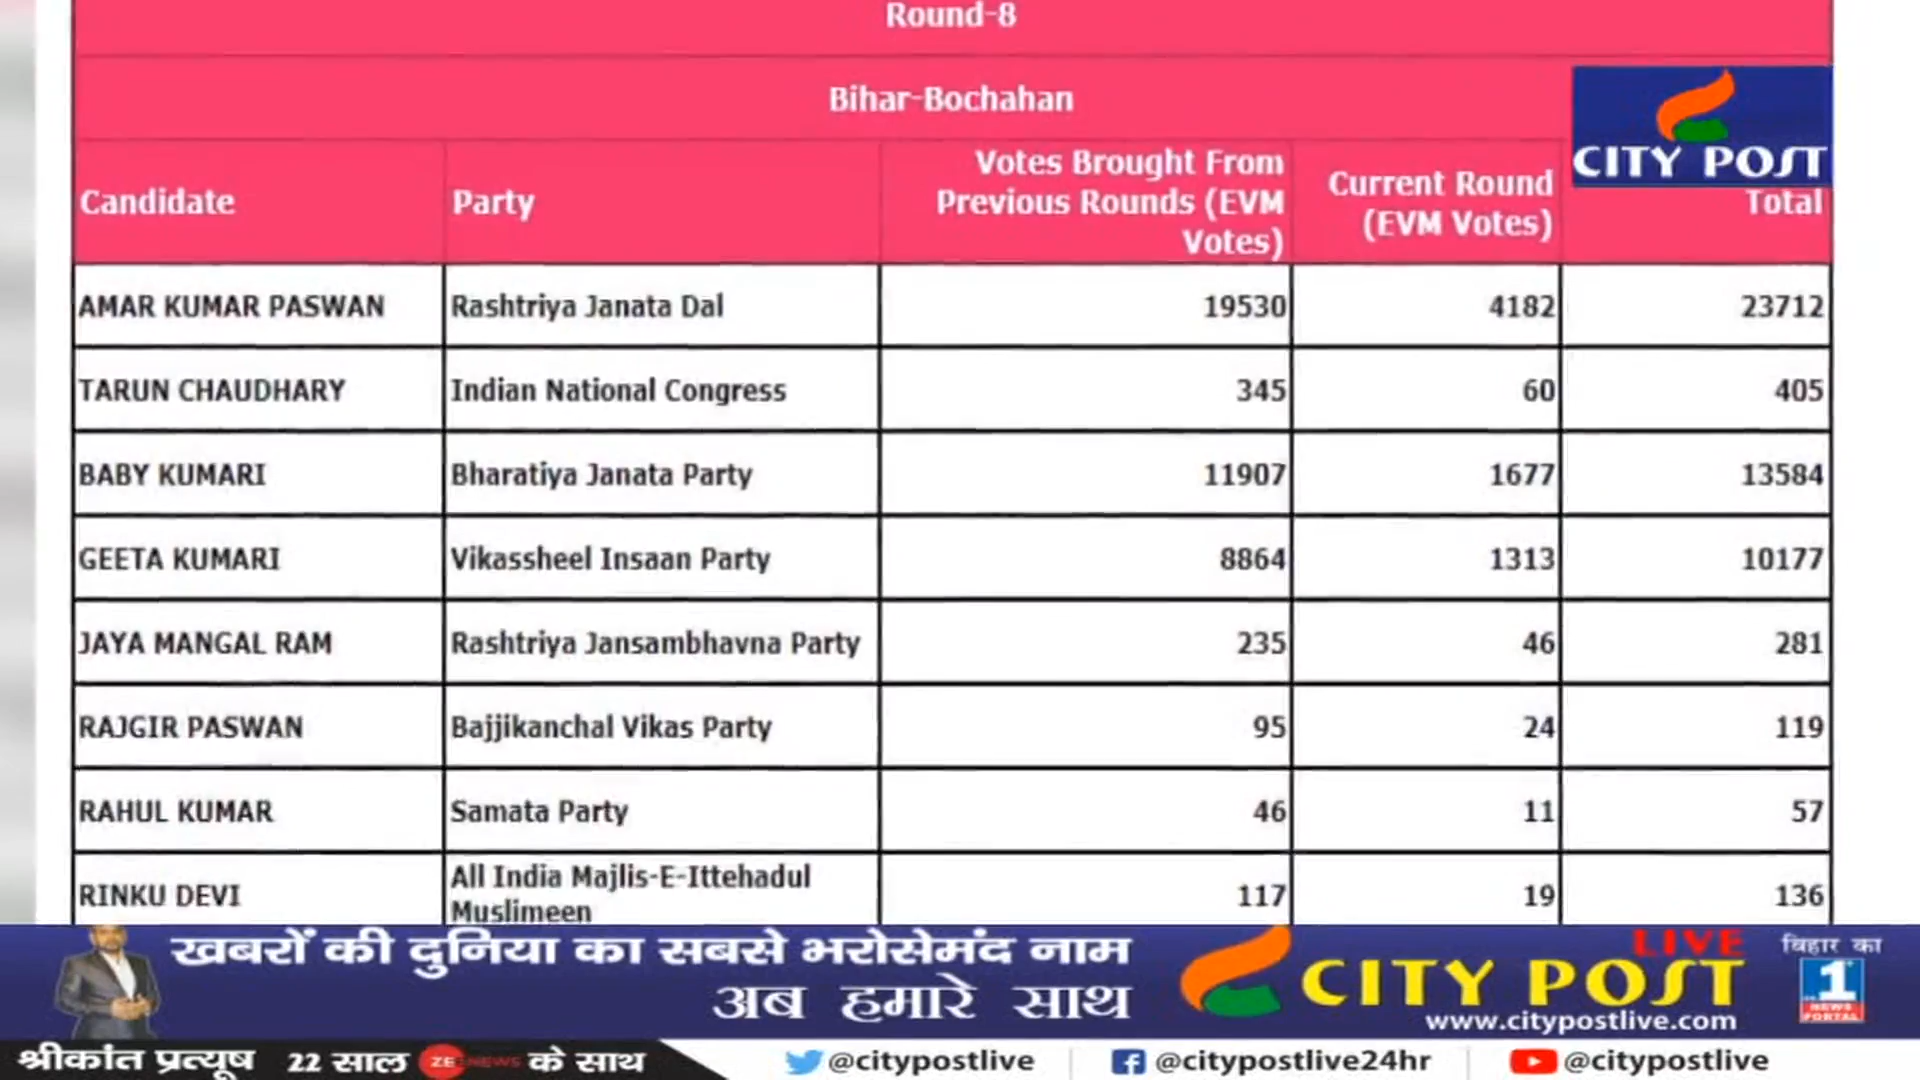 Round-8
Bihar-Bochahan
CITY POST
Candidate Party Votes Brought From Previous Rounds (EVM Votes) Current Round (EVM Votes) Total
AMAR KUMAR PASWAN Rashtriya Janata Dal 19530 4182 23712
TARUN CHAUDHARY Indian National Congress 345 60 405
BABY KUMARI Bharatiya Janata Party 11907 1677 13584
GEETA KUMARI Vikassheel Insaan Party 8864 1313 10177
JAYA MANGAL RAM Rashtriya Jansambhavna Party 235 46 281
RAJGIR PASWAN Bajjikanchal Vikas Party 95 24 119
RAHUL KUMAR Samata Party 46 11 57
RINKU DEVI All India Majlis-E-Ittehadul Muslimeen 117 19 136
खबरों की दुनिया का सबसे भरोसेमंद नाम
अब हमारे साथ
LIVE
CITY POST
www.citypostlive.com
बिहार का
1
NEWS
PORTAL
श्रीकांत प्रत्यूष 22 साल ZEE NEWS के साथ
@citypostlive @citypostlive24hr @citypostlive